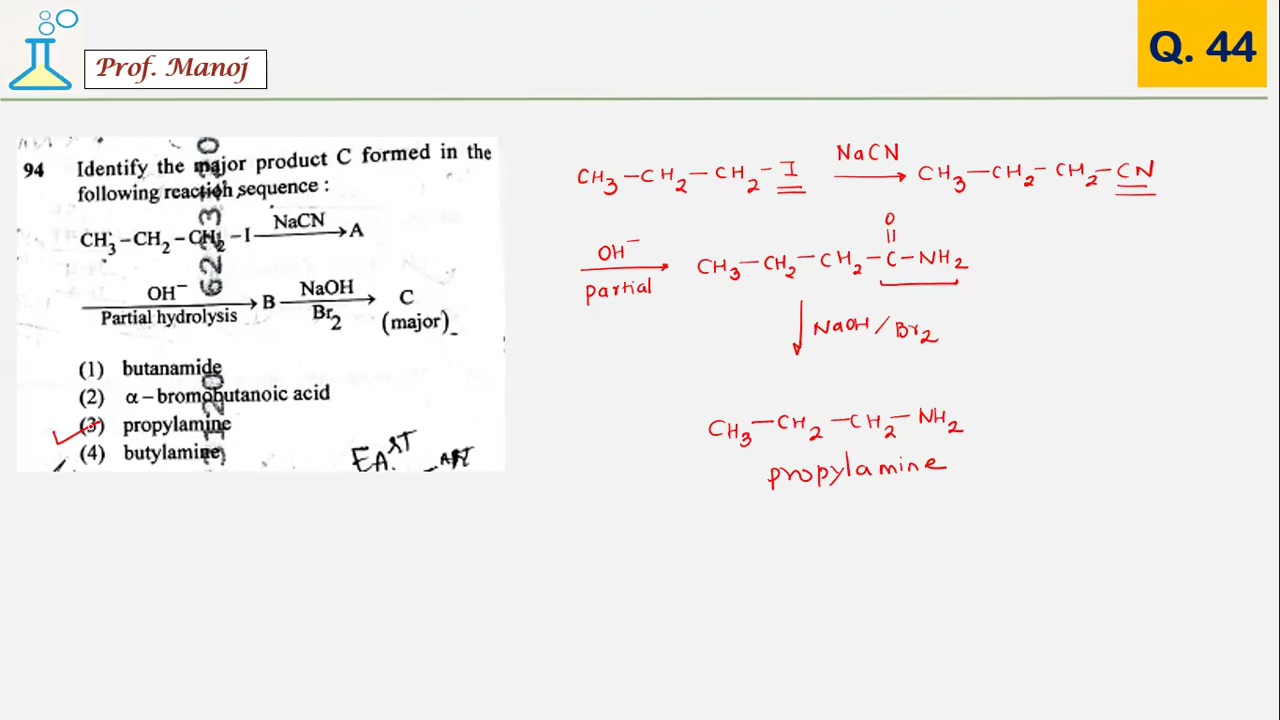 Prof. Manoj
Q. 44
94 Identify the major product C formed in the
following reaction sequence :
CH3 – CH2 – CH2 – I NaCN → A
OH⁻ Partial hydrolysis → B NaOH Br2 → C (major)
(1) butanamide
(2) α – bromobutanoic acid
(3) propylamine
(4) butylamine
CH3 – CH2 – CH2 – I NaCN → CH3 – CH2 – CH2 – CN
OH⁻ partial → CH3 – CH2 – CH2 – C – NH2
O
NaOH / Br2
CH3 – CH2 – CH2 – NH2
propylamine